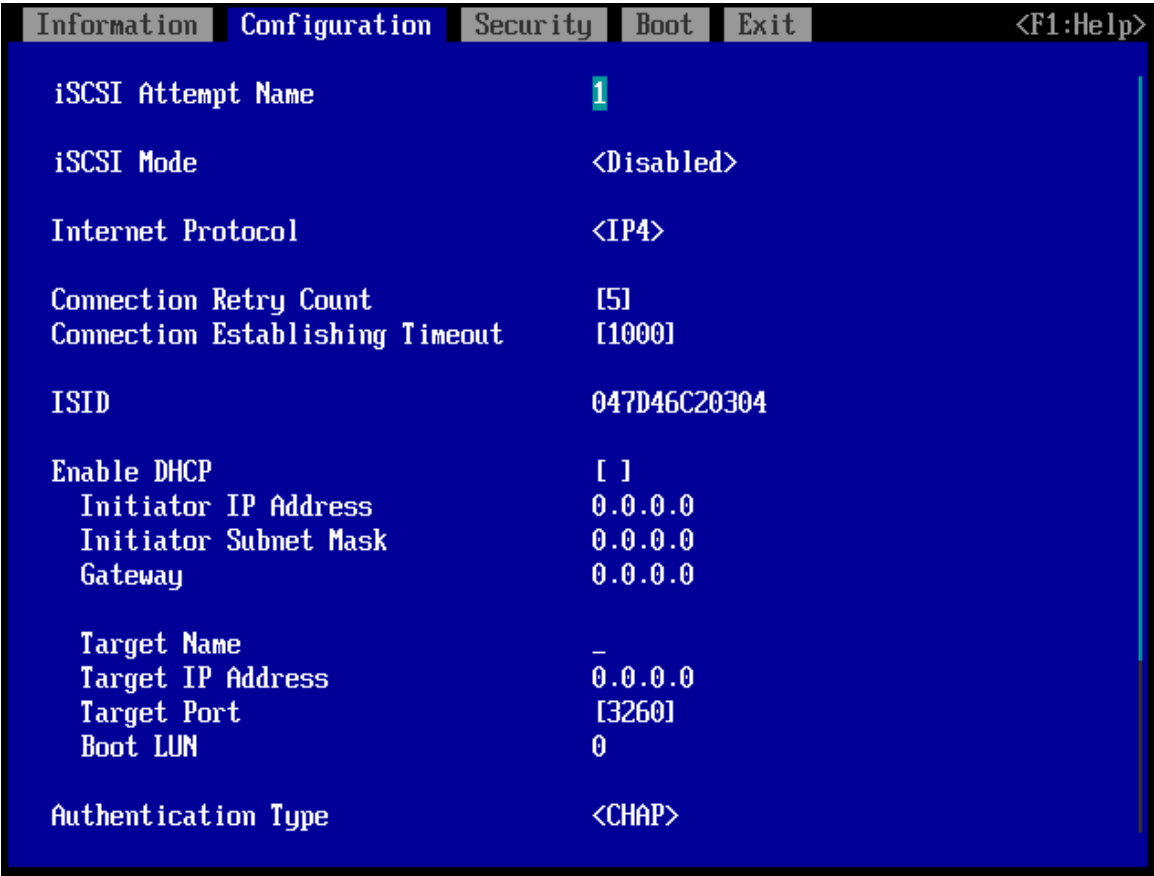 Information Configuration Security Boot Exit <F1:Help>
iSCSI Attempt Name 1
iSCSI Mode <Disabled>
Internet Protocol <IP4>
Connection Retry Count [5]
Connection Establishing Timeout [1000]
ISID 047D46C20304
Enable DHCP [ ]
Initiator IP Address 0.0.0.0
Initiator Subnet Mask 0.0.0.0
Gateway 0.0.0.0
Target Name _
Target IP Address 0.0.0.0
Target Port [3260]
Boot LUN 0
Authentication Type <CHAP>